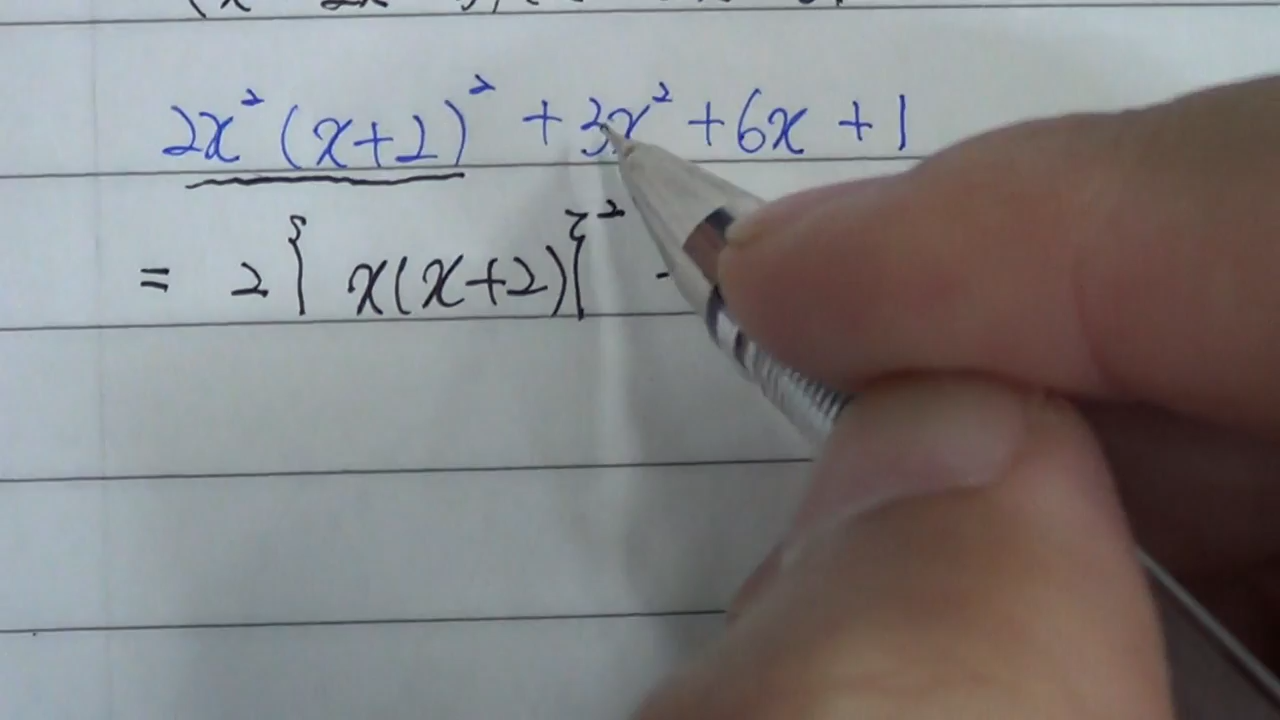 2x² (x+2)² + 3x² + 6x + 1
= 2{ x(x+2)}²